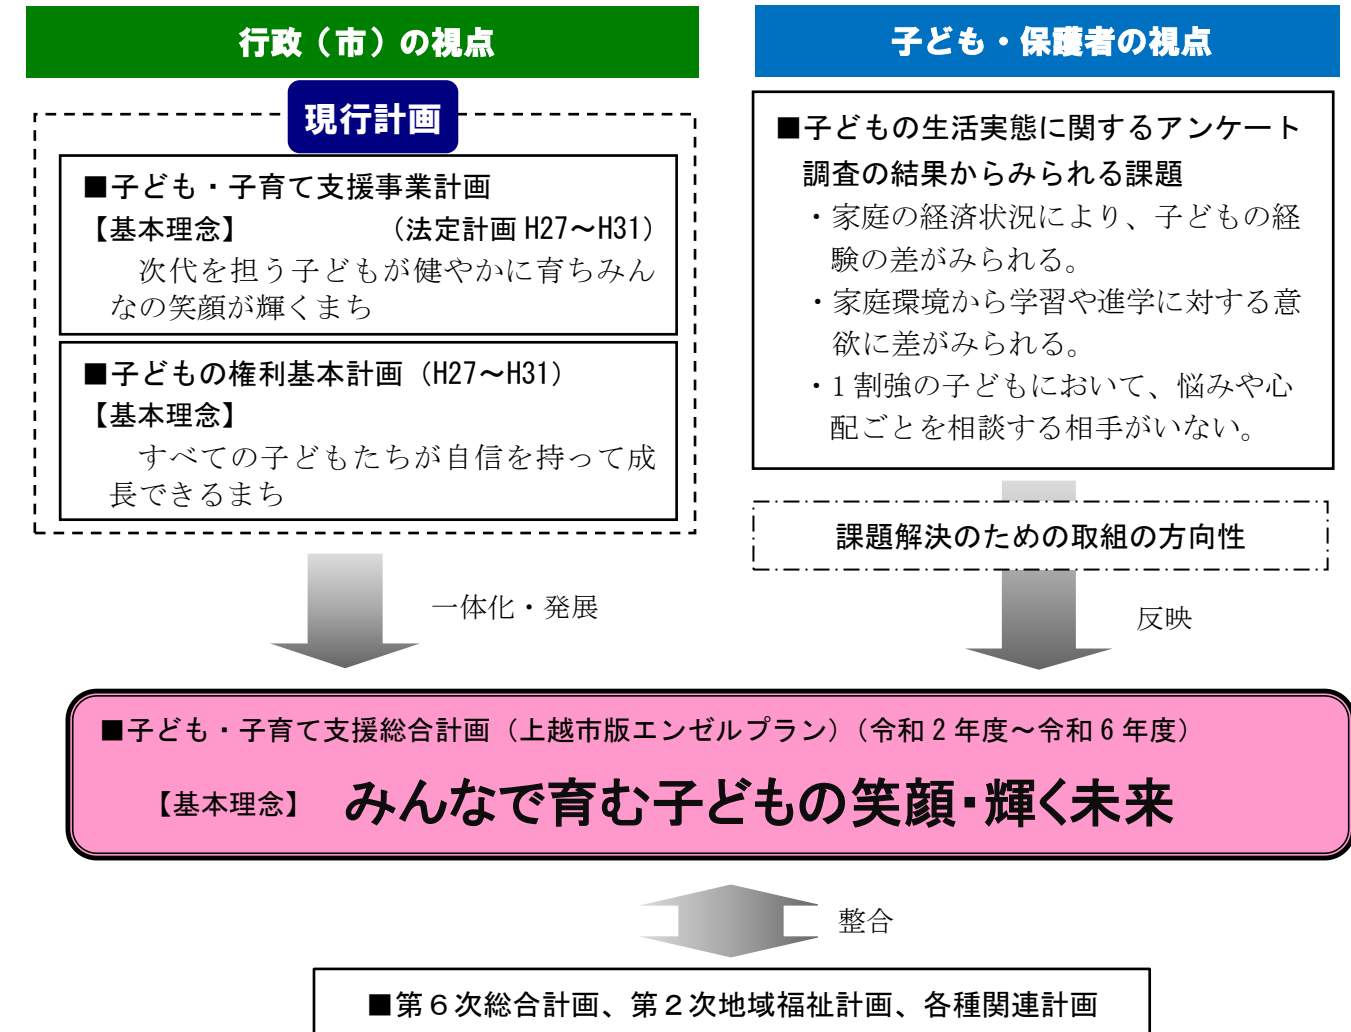 行政（市）の視点
現行計画
■子ども・子育て支援事業計画
【基本理念】　（法定計画 H27～H31）
次代を担う子どもが健やかに育ちみん
なの笑顔が輝くまち
■子どもの権利基本計画（H27～H31）
【基本理念】
すべての子どもたちが自信を持って成
長できるまち
一体化・発展
子ども・保護者の視点
■子どもの生活実態に関するアンケート
調査の結果からみられる課題
・家庭の経済状況により、子どもの経
験の差がみられる。
・家庭環境から学習や進学に対する意
欲に差がみられる。
・1 割強の子どもにおいて、悩みや心
配ごとを相談する相手がいない。
課題解決のための取組の方向性
反映
■子ども・子育て支援総合計画（上越市版エンゼルプラン）（令和 2 年度～令和 6 年度）
【基本理念】　みんなで育む子どもの笑顔・輝く未来
整合
■第６次総合計画、第２次地域福祉計画、各種関連計画